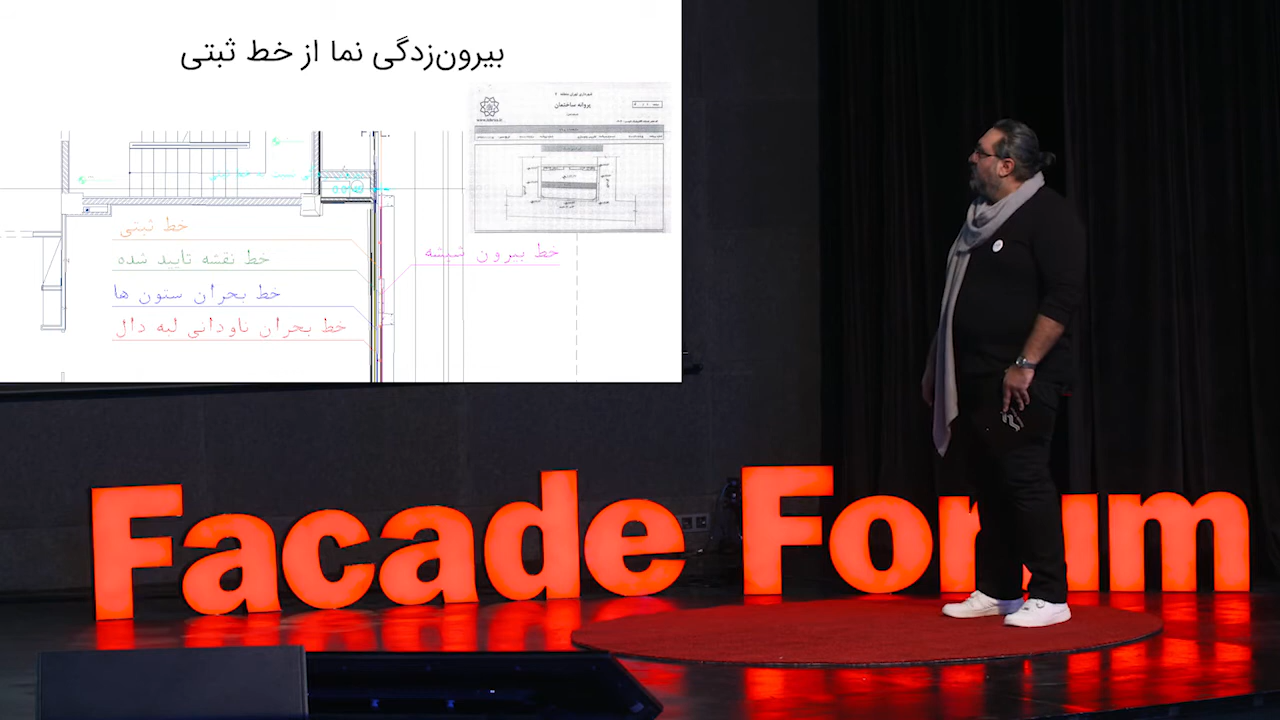 بیرون‌زدگی نما از خط ثبتی
پروانه ساختمان
خط ثبتی
خط بیرون شیشه
خط نقشه تایید شده
خط بحران ستون ها
خط بحران ناودانی لبه دال
Facade Forum